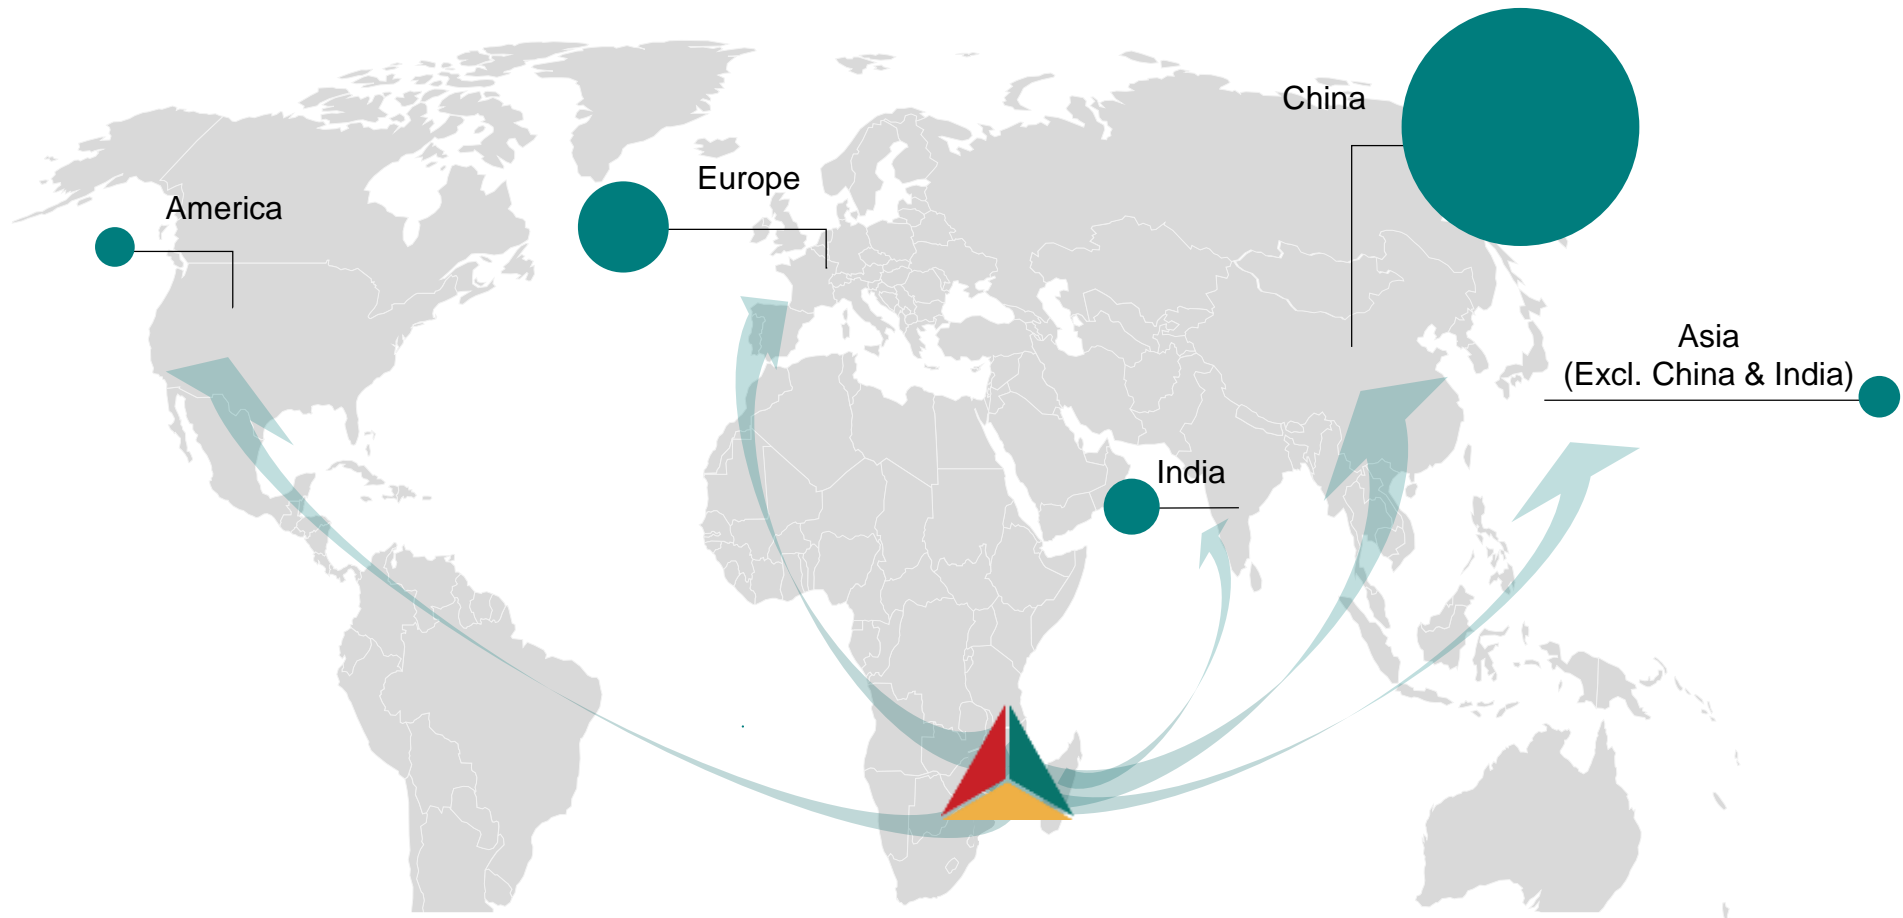 China
Europe
America
Asia
(Excl. China & India)
India